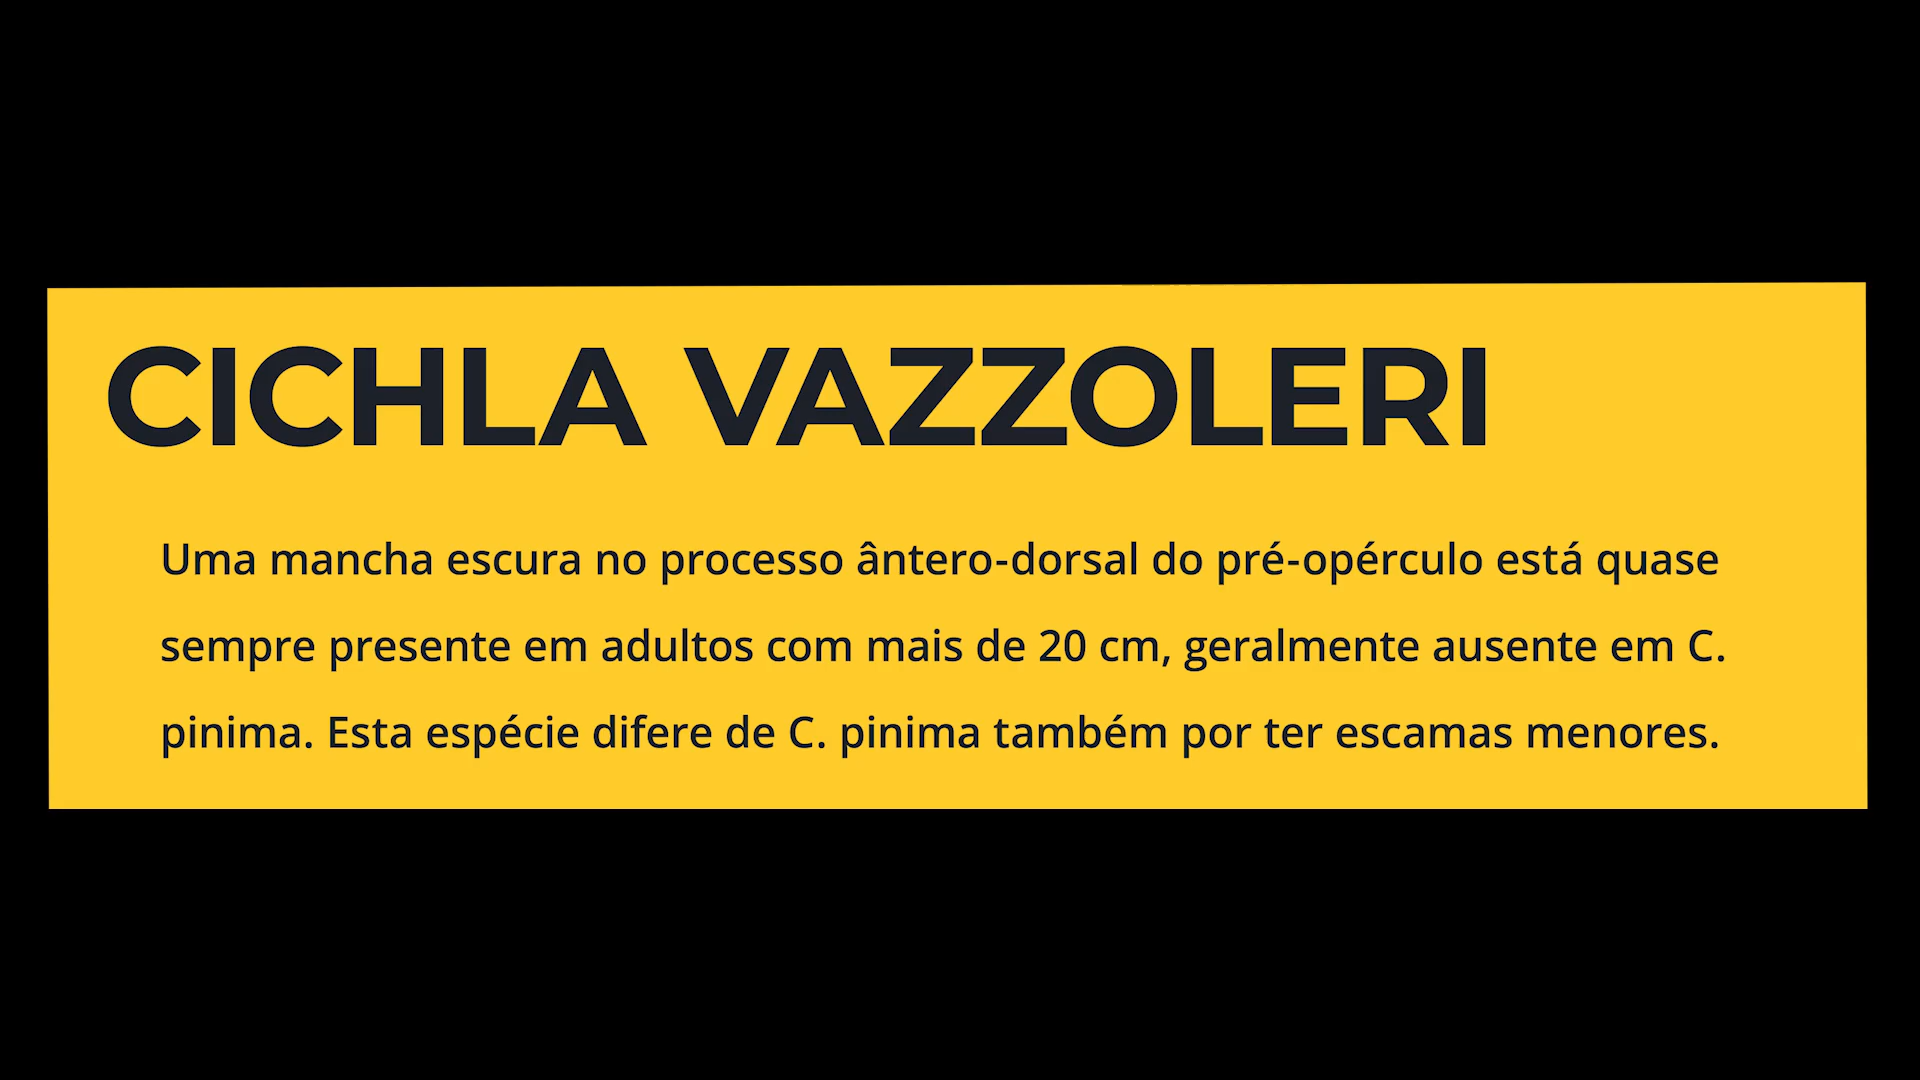 CICHLA VAZZOLERI
Uma mancha escura no processo ântero-dorsal do pré-opérculo está quase
sempre presente em adultos com mais de 20 cm, geralmente ausente em C.
pinima. Esta espécie difere de C. pinima também por ter escamas menores.